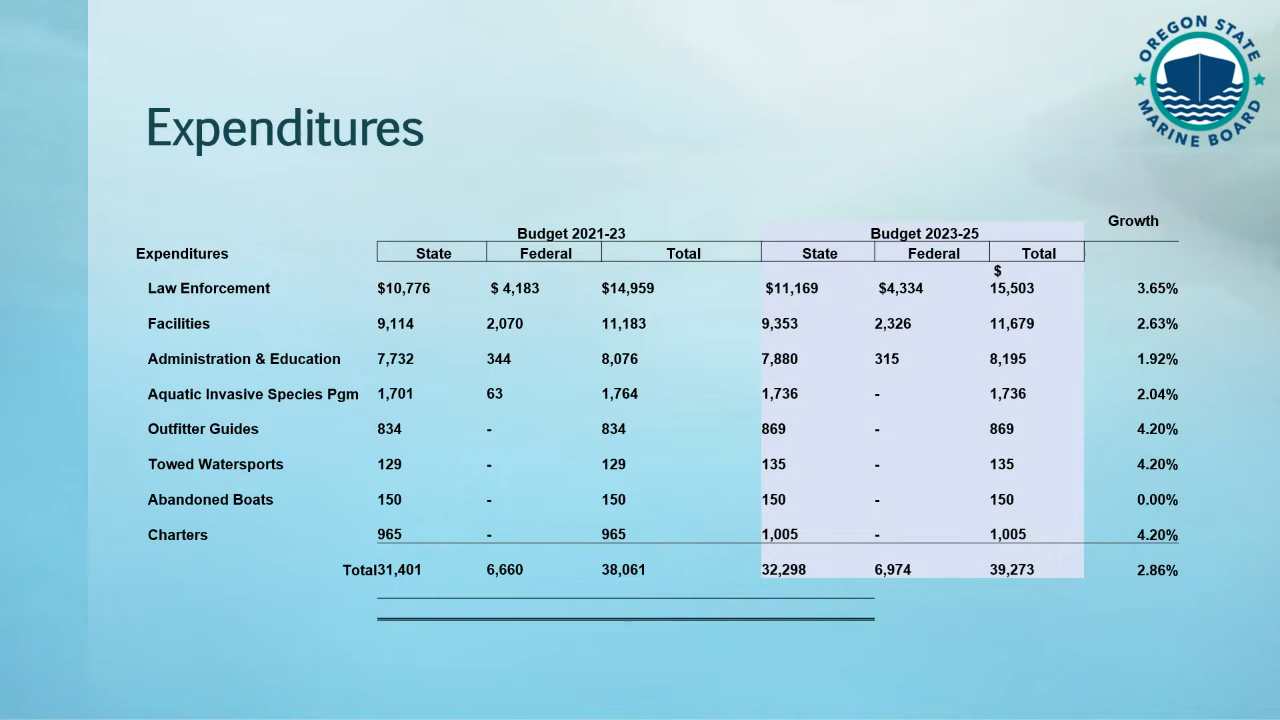 OREGON STATE
MARINE BOARD
Expenditures
Growth
Budget 2021-23 Budget 2023-25
Expenditures State Federal Total State Federal Total
$
Law Enforcement $10,776 $ 4,183 $14,959 $11,169 $4,334 15,503 3.65%
Facilities 9,114 2,070 11,183 9,353 2,326 11,679 2.63%
Administration & Education 7,732 344 8,076 7,880 315 8,195 1.92%
Aquatic Invasive Species Pgm 1,701 63 1,764 1,736 - 1,736 2.04%
Outfitter Guides 834 - 834 869 - 869 4.20%
Towed Watersports 129 - 129 135 - 135 4.20%
Abandoned Boats 150 - 150 150 - 150 0.00%
Charters 965 - 965 1,005 - 1,005 4.20%
Total 31,401 6,660 38,061 32,298 6,974 39,273 2.86%